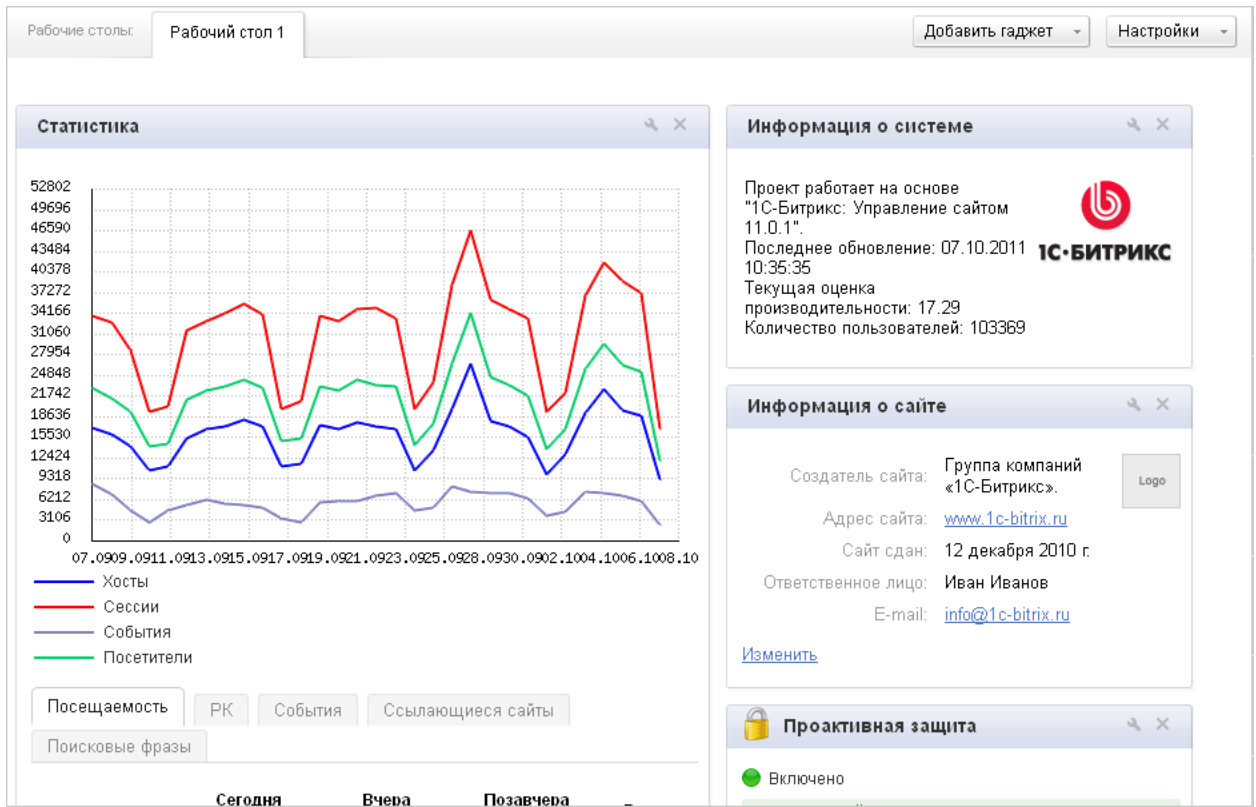 Рабочие столы:
Рабочий стол 1
Добавить гаджет
Настройки
Статистика
52802
49696
46590
43484
40378
37272
34166
31060
27954
24848
21742
18636
15530
12424
9318
6212
3106
0
07.0909.0911.0913.0915.0917.0919.0921.0923.0925.0928.0930.0902.1004.1006.1008.10
Хосты
Сессии
События
Посетители
Посещаемость
РК
События
Ссылающиеся сайты
Поисковые фразы
Сегодня
Вчера
Позавчера
Информация о системе
Проект работает на основе
"1С-Битрикс: Управление сайтом
11.0.1".
Последнее обновление: 07.10.2011
10:35:35
Текущая оценка
производительности: 17.29
Количество пользователей: 103369
1С·БИТРИКС
Информация о сайте
Создатель сайта: Группа компаний
«1С-Битрикс».
Logo
Адрес сайта: www.1c-bitrix.ru
Сайт сдан: 12 декабря 2010 г.
Ответственное лицо: Иван Иванов
E-mail: info@1c-bitrix.ru
Изменить
Проактивная защита
Включено